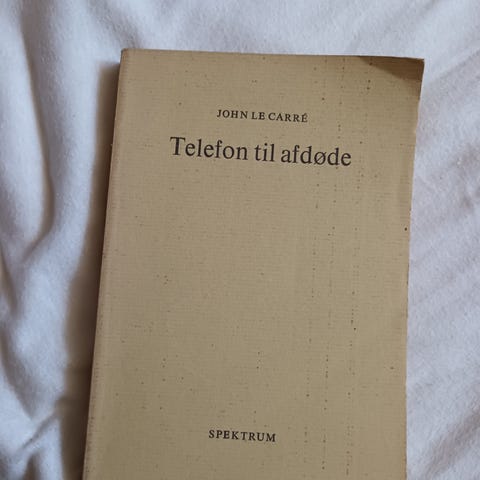 JOHN LE CARRÉ
Telefon til afdøde
SPEKTRUM